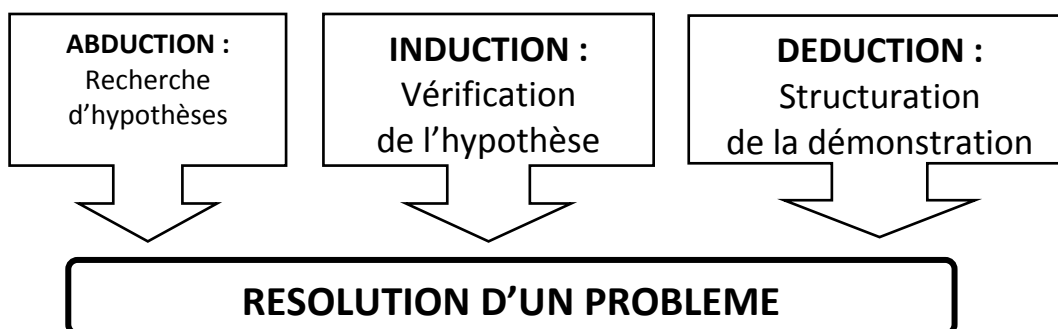 ABDUCTION :
Recherche
d’hypothèses
INDUCTION :
Vérification
de l’hypothèse
DEDUCTION :
Structuration
de la démonstration
RESOLUTION D’UN PROBLEME